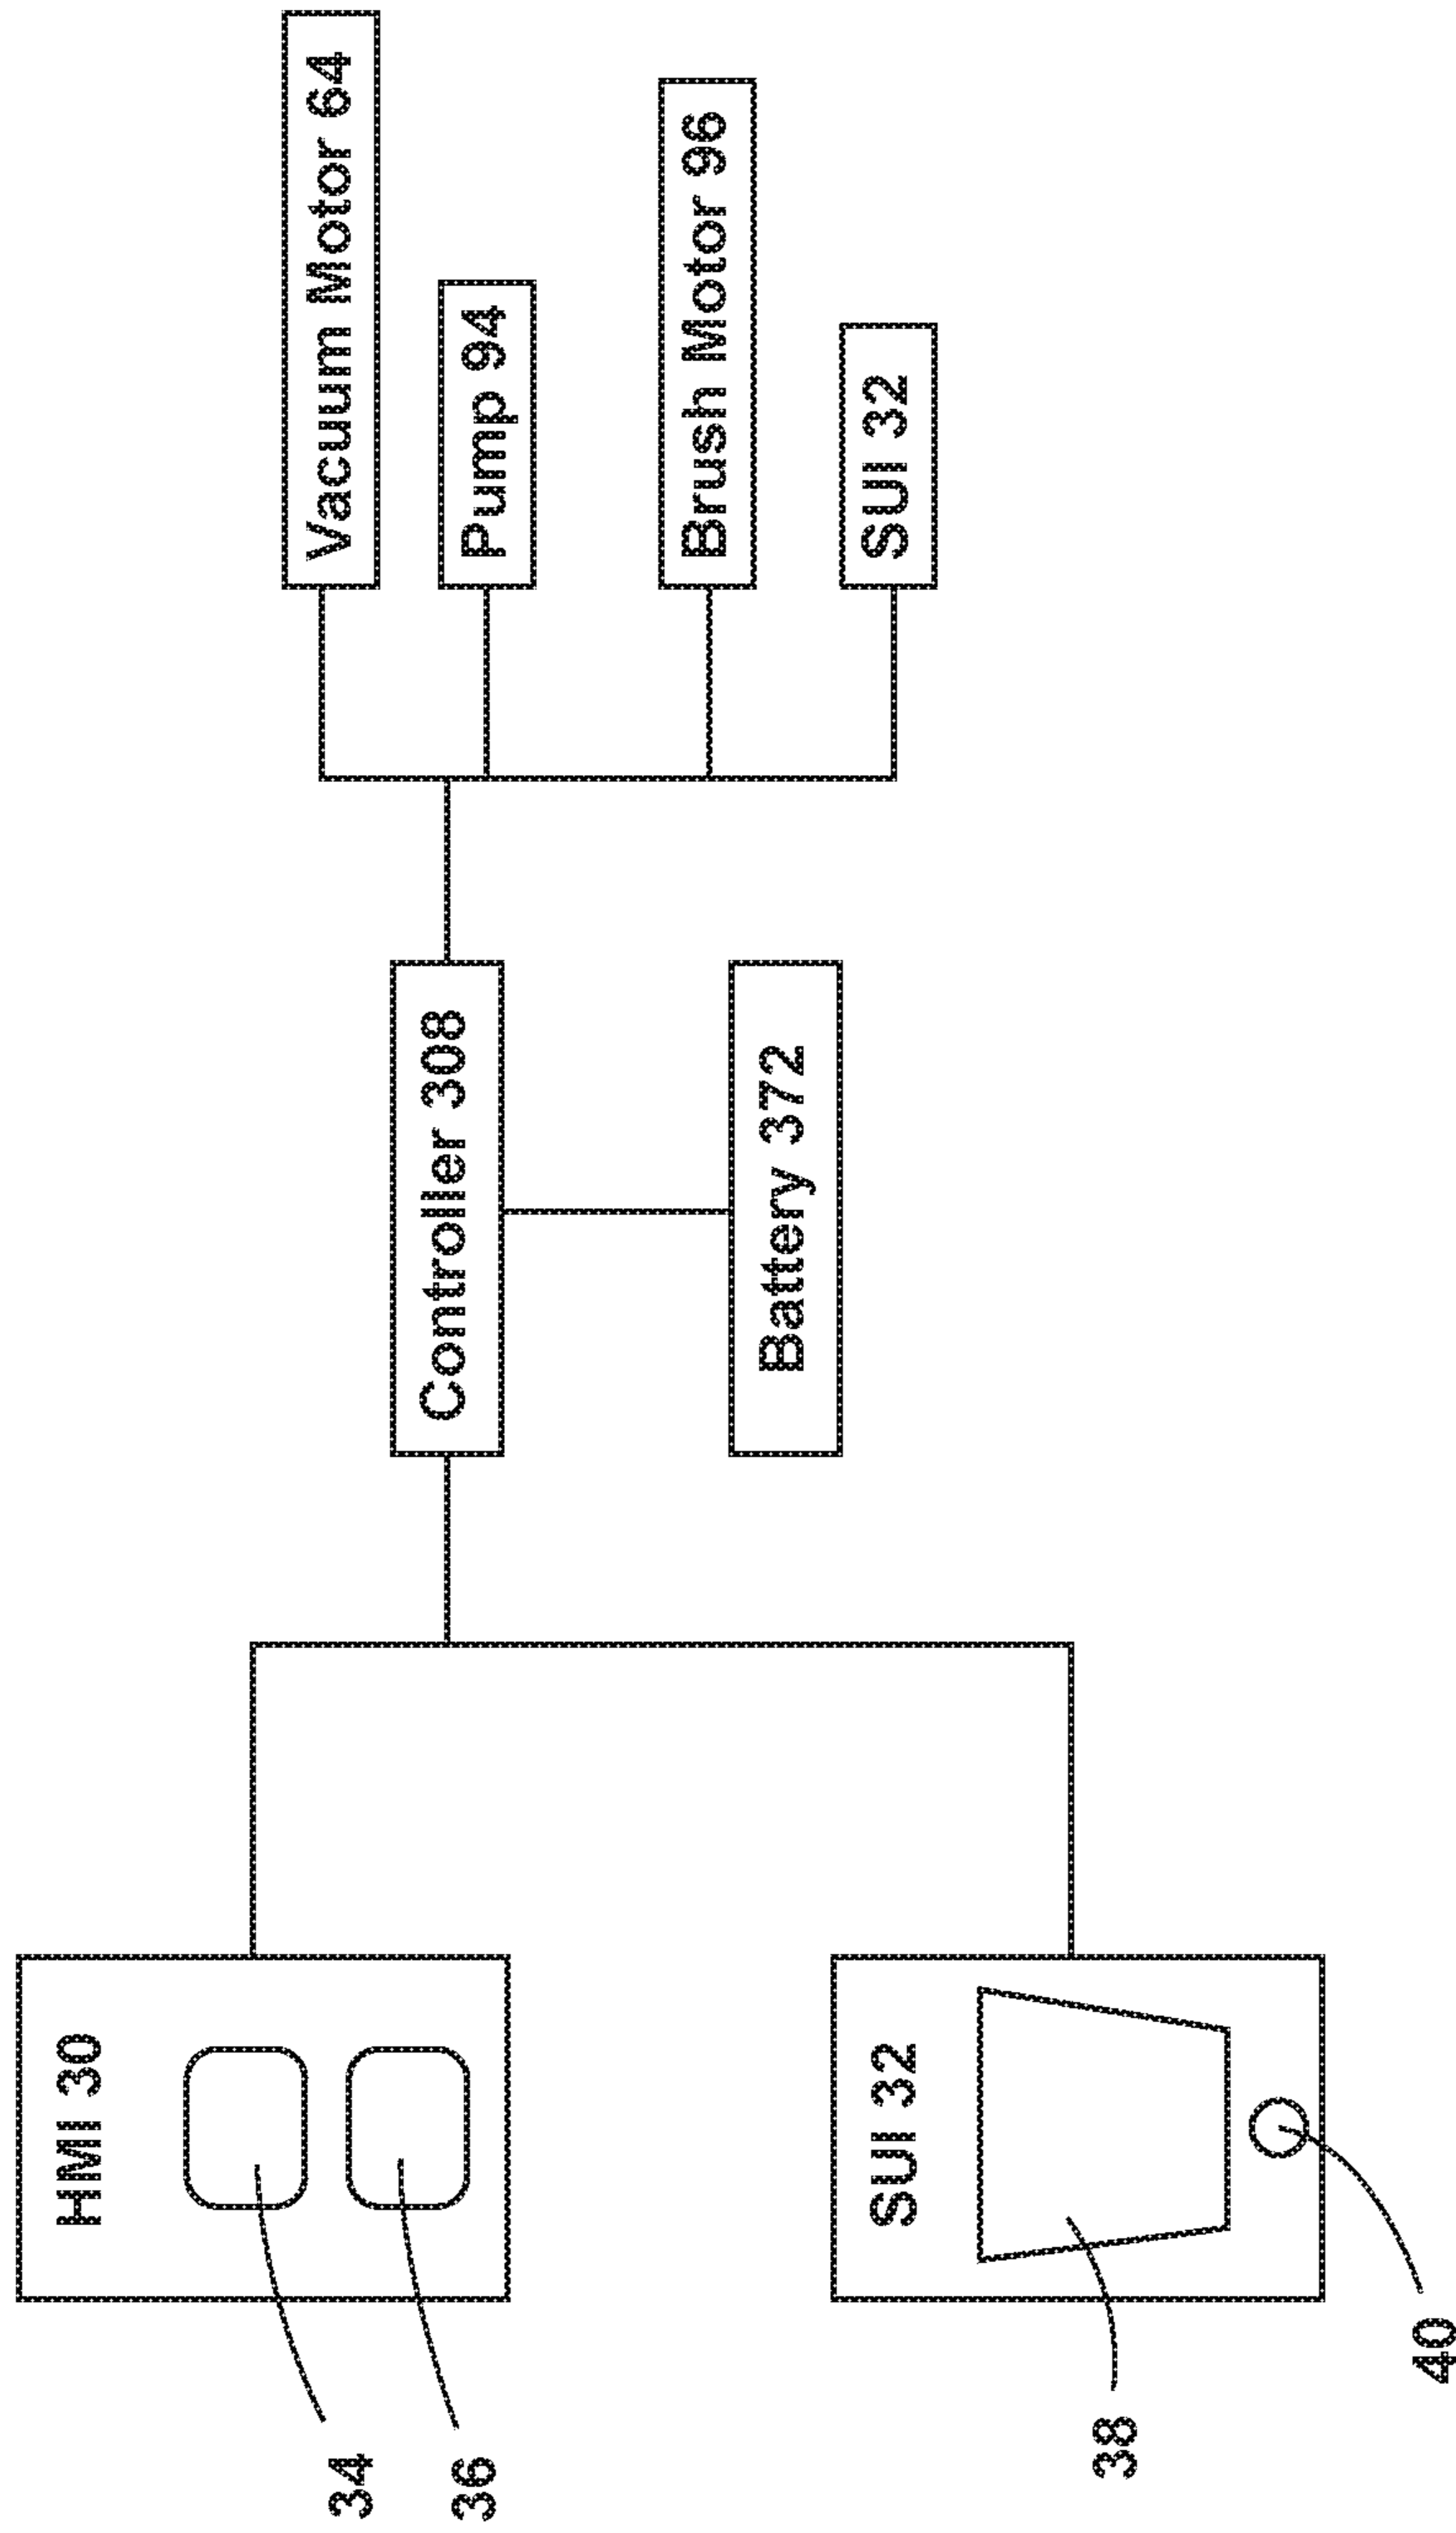 HMI 30
34
36
SUI 32
38
40
Controller 308
Battery 372
Vacuum Motor 64
Pump 94
Brush Motor 96
SUI 32